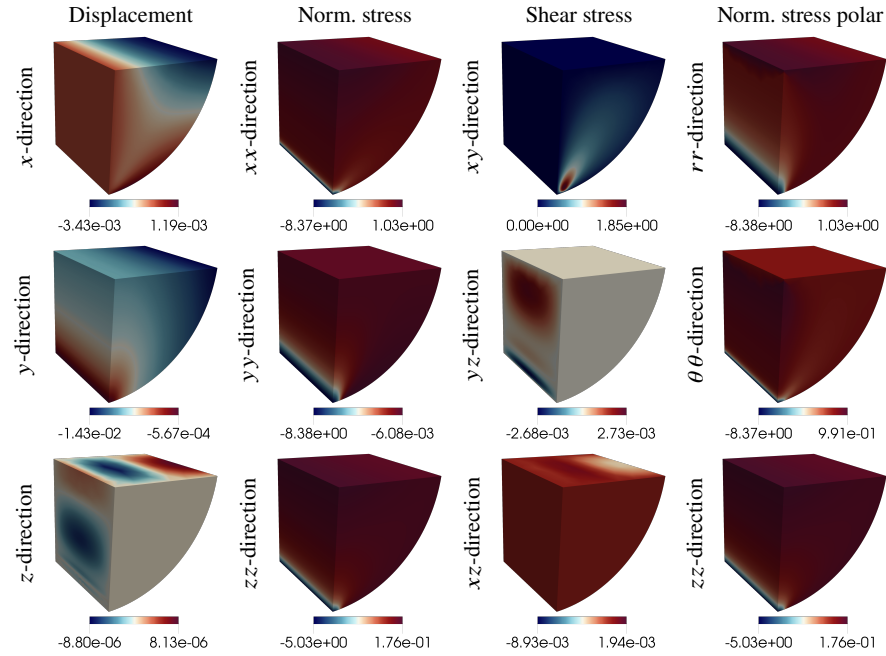 Displacement Norm. stress Shear stress Norm. stress polar
x-direction xx-direction xy-direction rr-direction
-3.43e-03 1.19e-03 -8.37e+00 1.03e+00 0.00e+00 1.85e+00 -8.38e+00 1.03e+00
y-direction yy-direction yz-direction θθ-direction
-1.43e-02 -5.67e-04 -8.38e+00 -6.08e-03 -2.68e-03 2.73e-03 -8.37e+00 9.91e-01
z-direction zz-direction xz-direction zz-direction
-8.80e-06 8.13e-06 -5.03e+00 1.76e-01 -8.93e-03 1.94e-03 -5.03e+00 1.76e-01